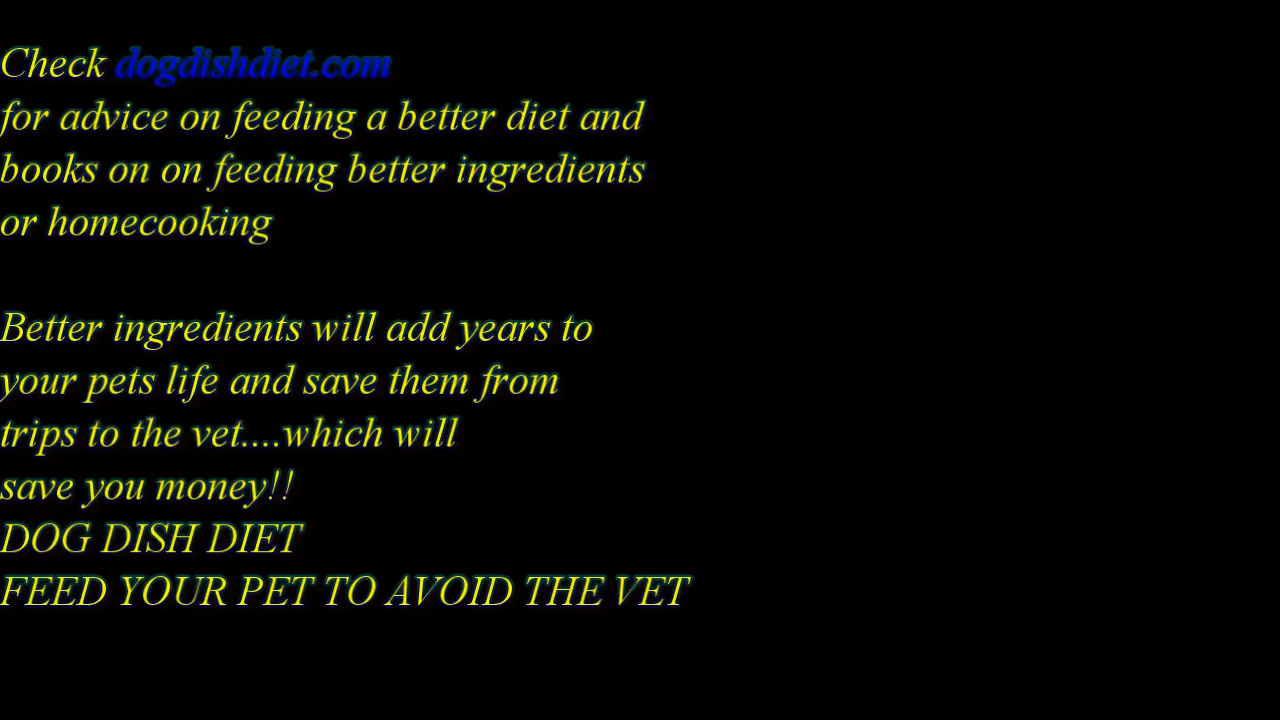 Check dogdishdiet.com
for advice on feeding a better diet and
books on on feeding better ingredients
or homecooking
Better ingredients will add years to
your pets life and save them from
trips to the vet....which will
save you money!!
DOG DISH DIET
FEED YOUR PET TO AVOID THE VET